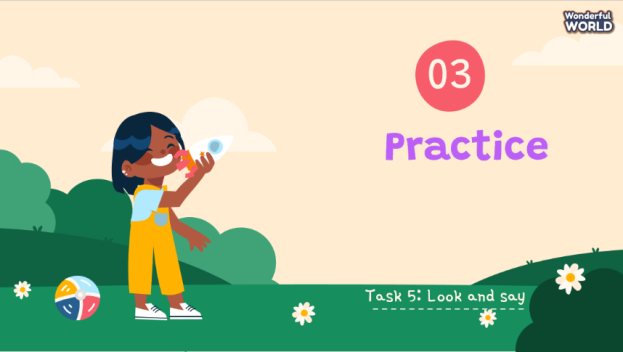 Wonderful
WORLD
03
Practice
Task 5: Look and say